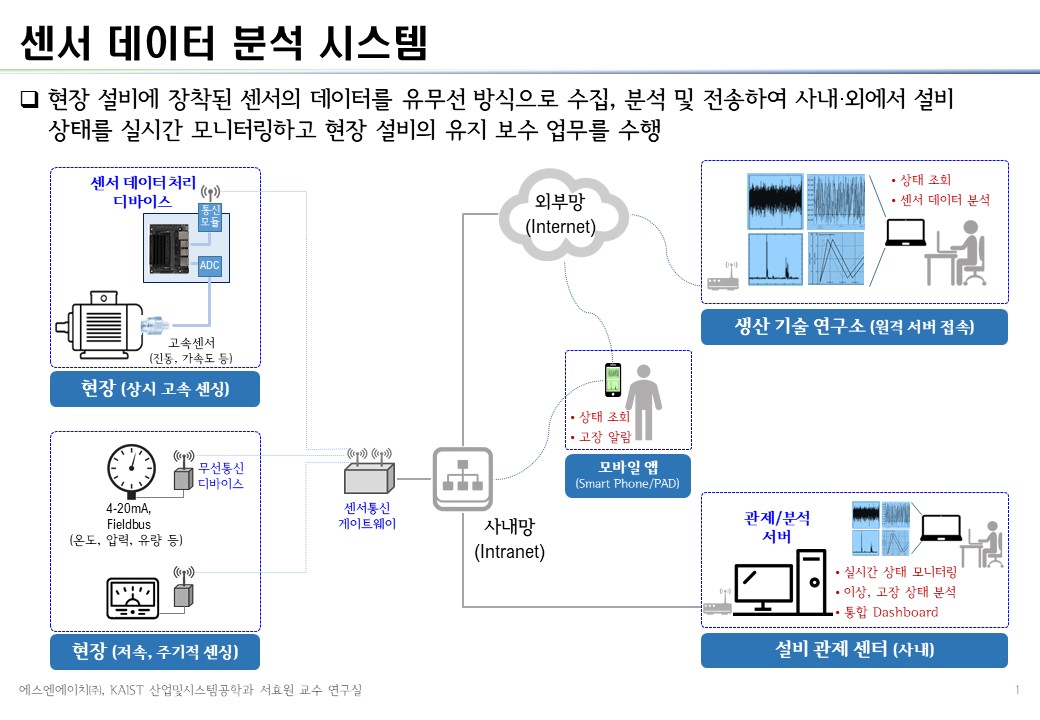 센서 데이터 분석 시스템
❑ 현장 설비에 장착된 센서의 데이터를 유무선 방식으로 수집, 분석 및 전송하여 사내·외에서 설비
상태를 실시간 모니터링하고 현장 설비의 유지 보수 업무를 수행
센서 데이터 처리
디바이스
통신
모듈
ADC
고속센서
(진동, 가속도 등)
현장 (상시 고속 센싱)
무선통신
디바이스
4-20mA,
Fieldbus
(온도, 압력, 유량 등)
현장 (저속, 주기적 센싱)
센서통신
게이트웨이
외부망
(Internet)
사내망
(Intranet)
• 상태 조회
• 고장 알람
모바일 앱
(Smart Phone/PAD)
• 상태 조회
• 센서 데이터 분석
생산 기술 연구소 (원격 서버 접속)
관제/분석
서버
• 실시간 상태 모니터링
• 이상, 고장 상태 분석
• 통합 Dashboard
설비 관제 센터 (사내)
에스엔에이치㈜, KAIST 산업및시스템공학과 서효원 교수 연구실
1